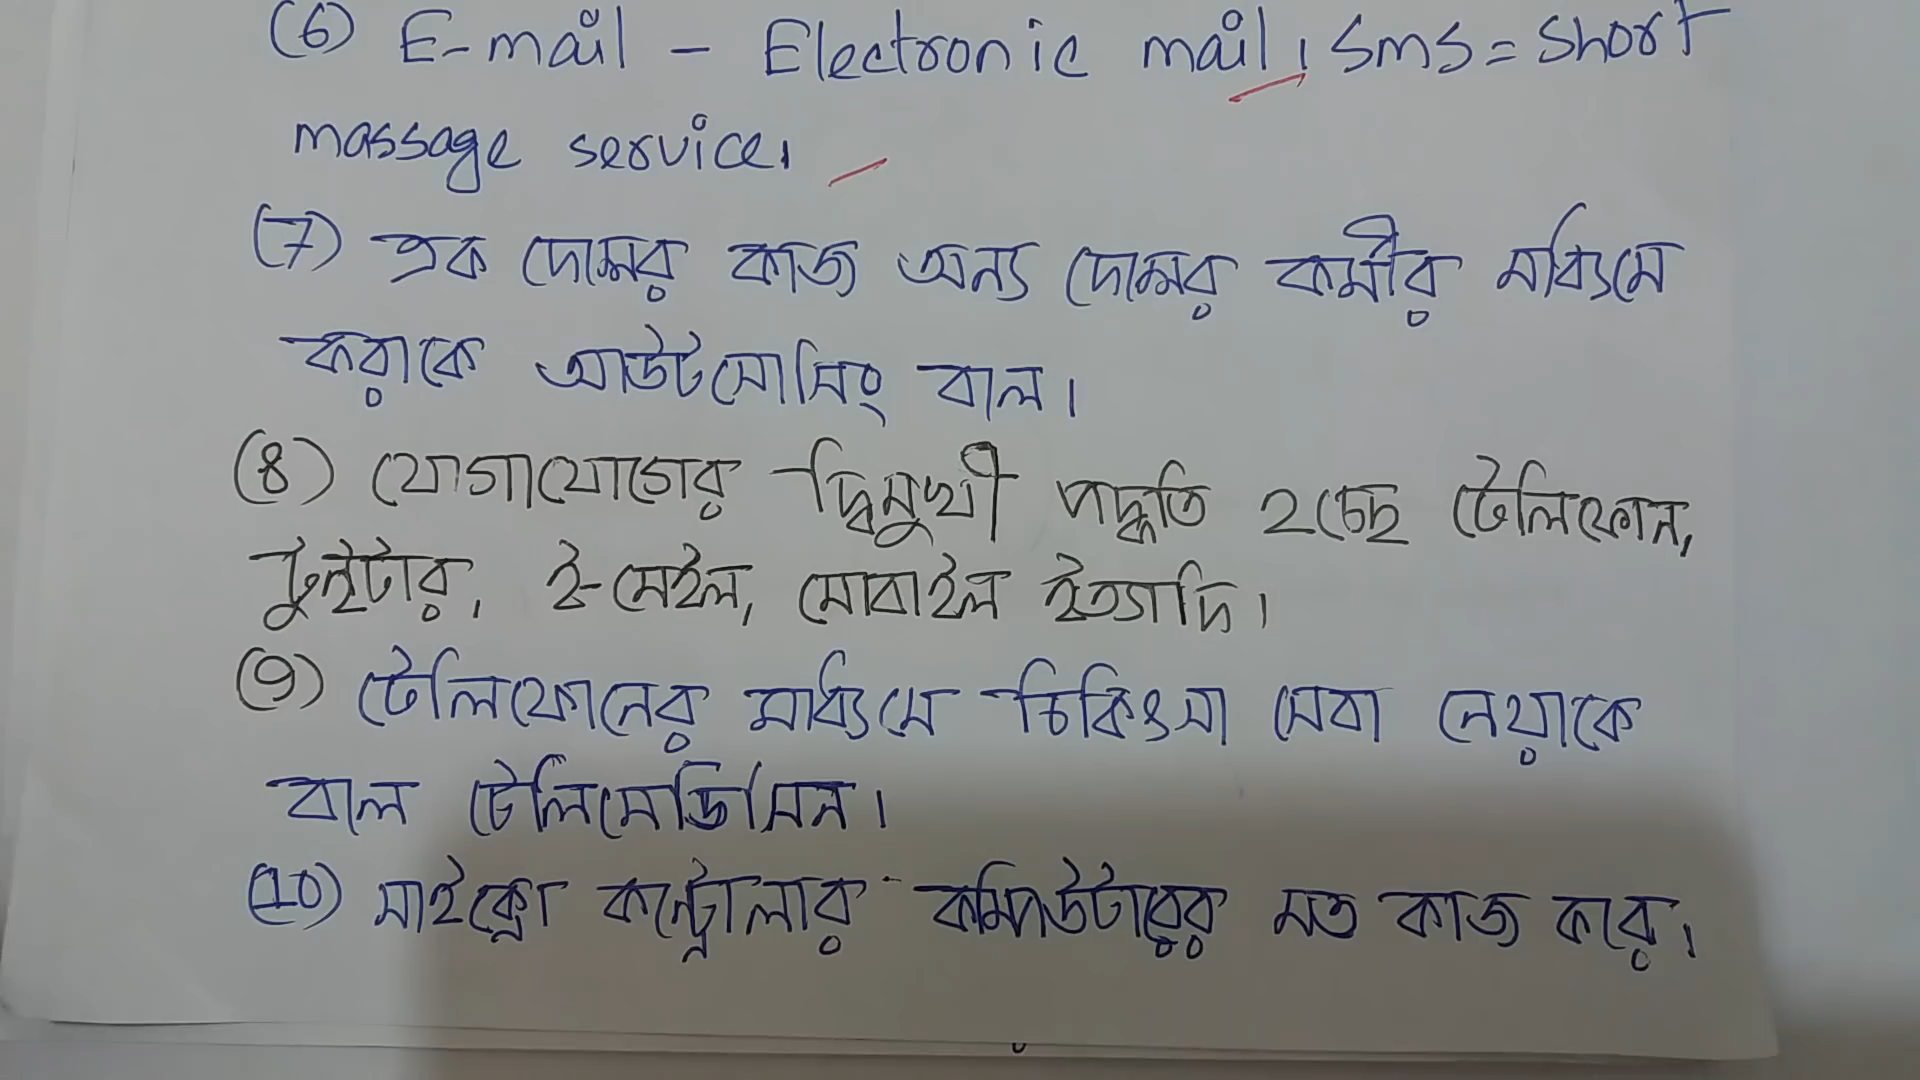 (6) E-mail - Electronic mail। Sms = Short
massage service।
(7) এক দেশের কাজ অন্য দেশের কর্মীর মাধ্যমে
করাকে আউটসোর্সিং বলে।
(8) যোগাযোগের দ্বিমুখী পদ্ধতি হচ্ছে টেলিফোন,
টুইটার, ই-মেইল, মোবাইল ইত্যাদি।
(9) টেলিফোনের মাধ্যমে চিকিৎসা সেবা নেয়াকে
বলে টেলিমেডিসিন।
(10) মাইক্রো কন্ট্রোলার কম্পিউটারের মত কাজ করে।